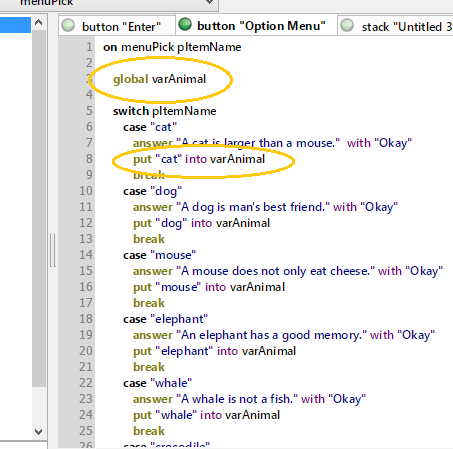 menuPick
button "Enter" button "Option Menu" stack "Untitled 3
1 on menuPick pItemName
2
3 global varAnimal
4
5 switch pItemName
6 case "cat"
7 answer "A cat is larger than a mouse." with "Okay"
8 put "cat" into varAnimal
9 break
10 case "dog"
11 answer "A dog is man's best friend." with "Okay"
12 put "dog" into varAnimal
13 break
14 case "mouse"
15 answer "A mouse does not only eat cheese." with "Okay"
16 put "mouse" into varAnimal
17 break
18 case "elephant"
19 answer "An elephant has a good memory." with "Okay"
20 put "elephant" into varAnimal
21 break
22 case "whale"
23 answer "A whale is not a fish." with "Okay"
24 put "whale" into varAnimal
25 break
26 case "crocodile"